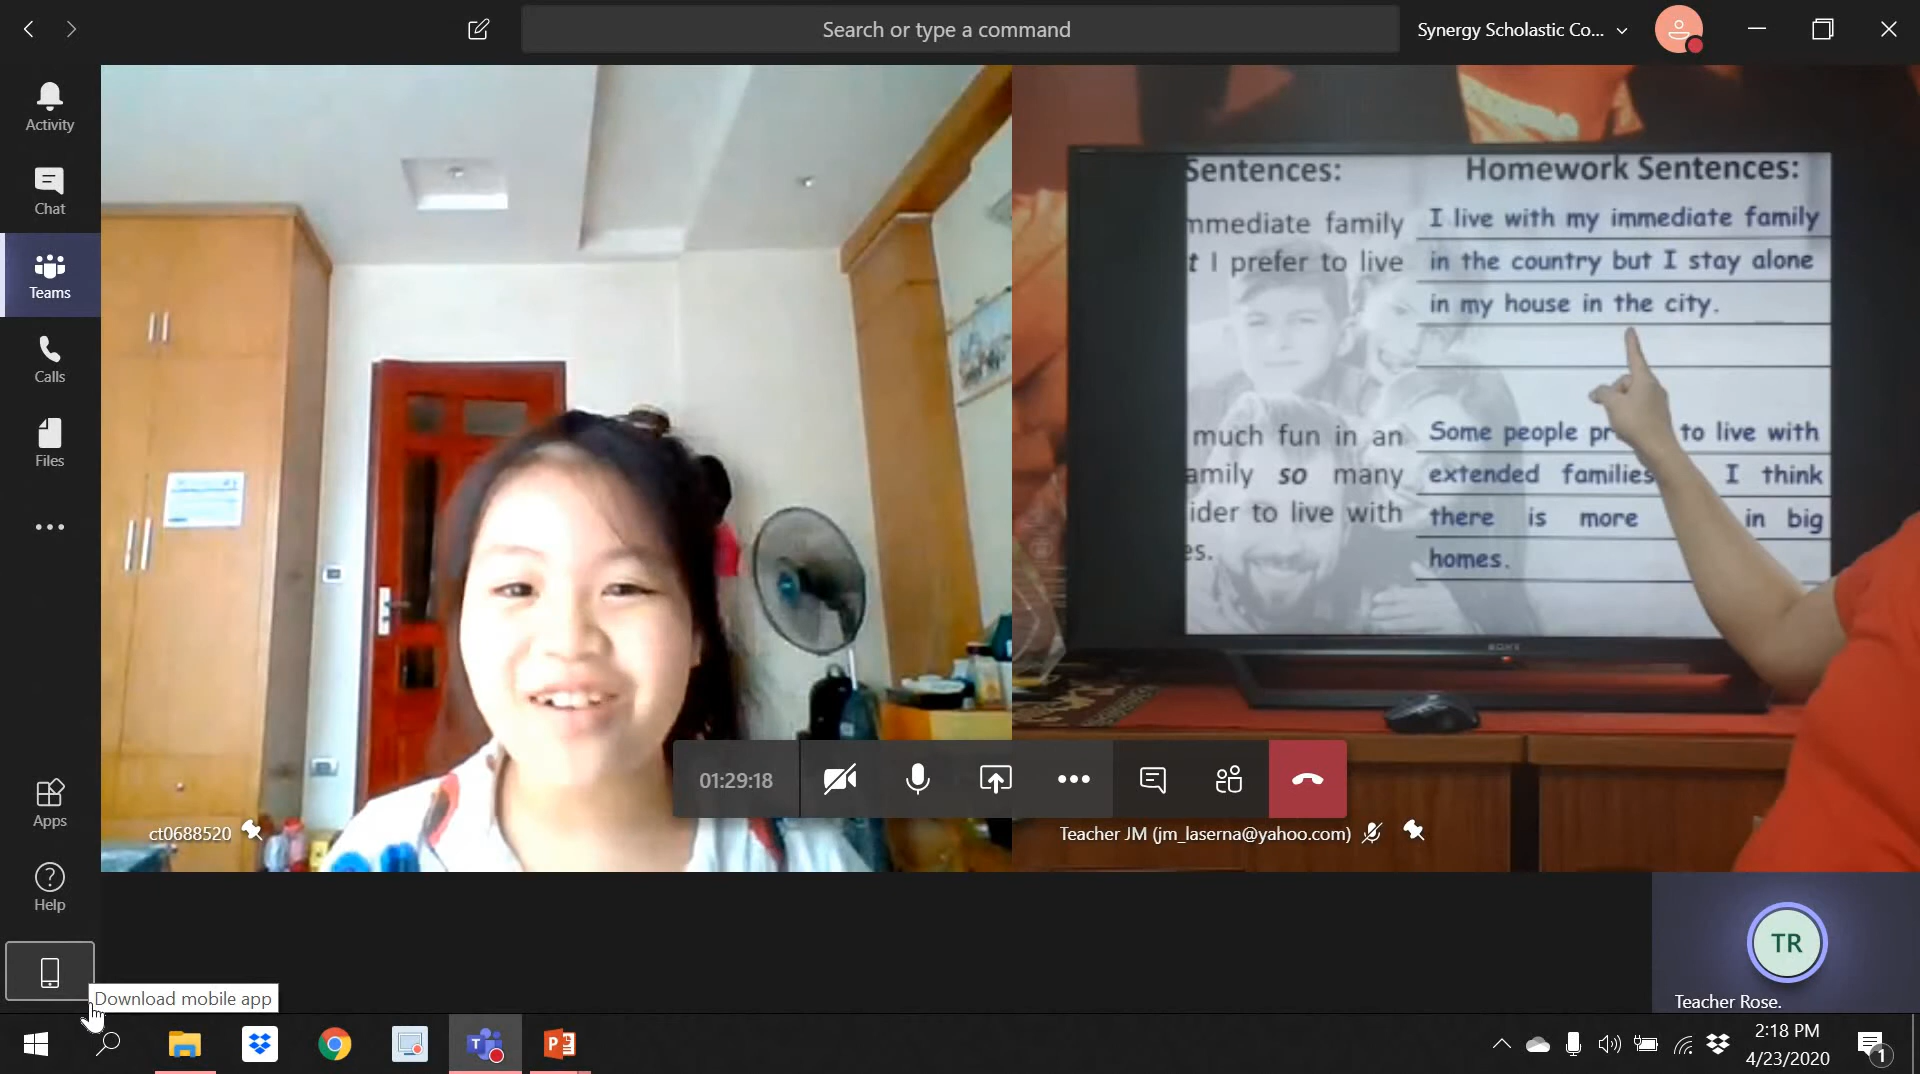 Search or type a command
Synergy Scholastic Co...
Activity
Chat
Teams
Calls
Files
Apps
Help
Download mobile app
Sentences:
mmediate family
t I prefer to live
much fun in an
amily so many
ider to live with
es.
Homework Sentences:
I live with my immediate family
in the country but I stay alone
in my house in the city.
Some people to live with
extended families I think
there is more in big
homes.
SONY
01:29:18
ct0688520
Teacher JM (jm_laserna@yahoo.com)
TR
Teacher Rose.
2:18 PM
4/23/2020
1